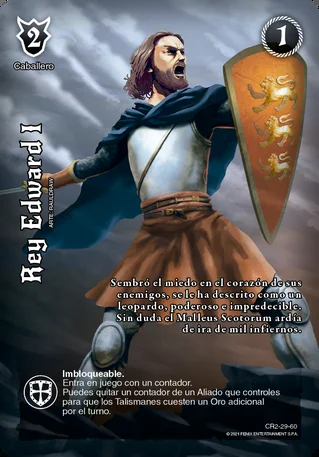 2
Caballero
1
Rey Edward I
ARTE: RAULDRAW
Sembró el miedo en el corazón de sus
enemigos, se le ha descrito como un
leopardo, poderoso e impredecible.
Sin duda el Malleus Scotorum ardía
de ira de mil infiernos.
Imbloqueable.
Entra en juego con un contador.
Puedes quitar un contador de un Aliado que controles
para que los Talismanes cuesten un Oro adicional
por el turno.
CR2-29-60
© 2021 FENIX ENTERTAINMENT S.P.A.